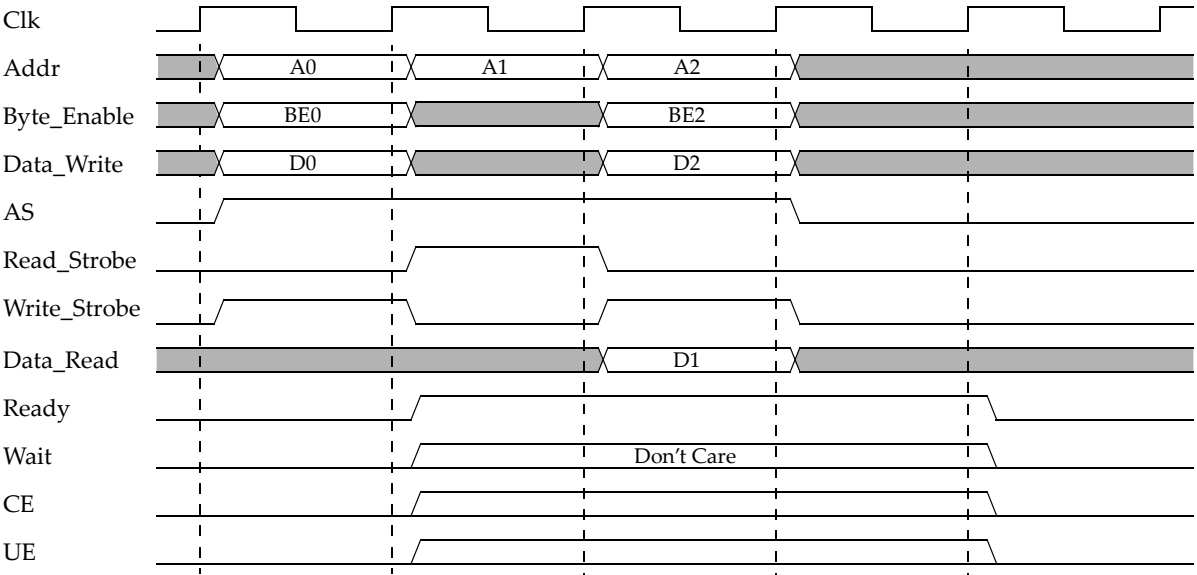 Clk
Addr A0 A1 A2
Byte_Enable BE0 BE2
Data_Write D0 D2
AS
Read_Strobe
Write_Strobe
Data_Read D1
Ready
Wait Don't Care
CE
UE